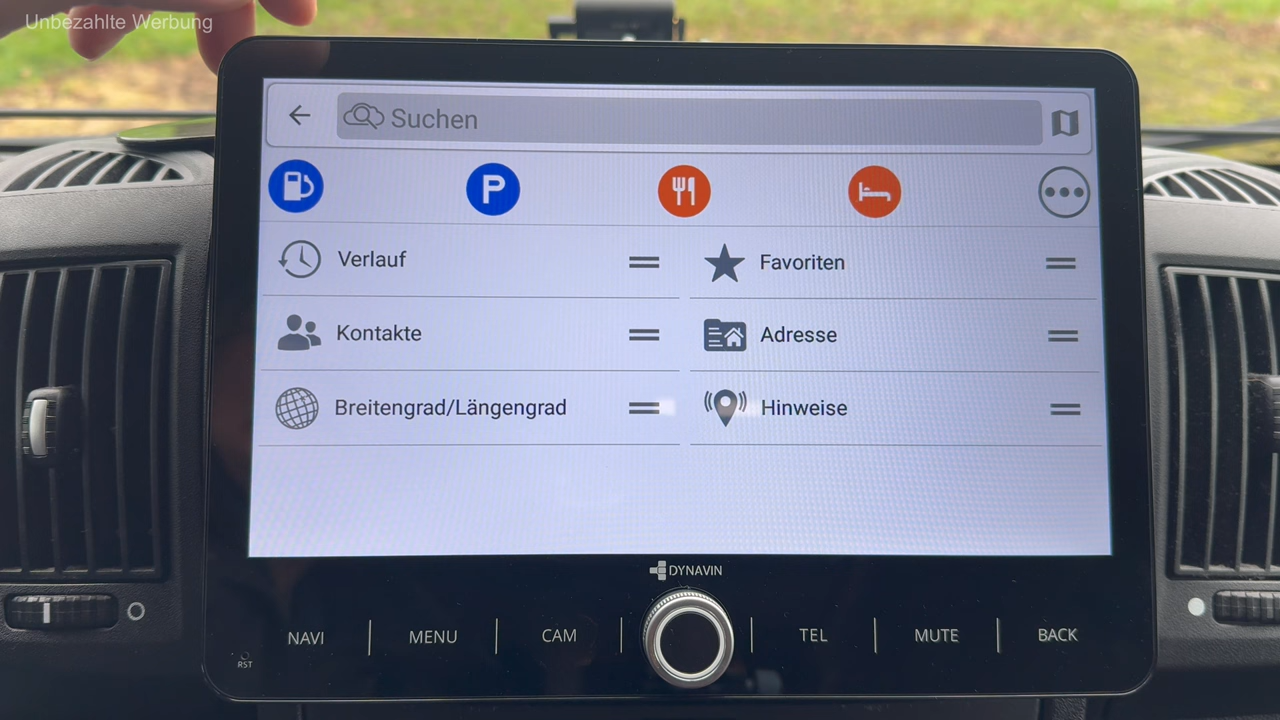 Unbezahlte Werbung
Suchen
P
Verlauf
Favoriten
Kontakte
Adresse
Breitengrad/Längengrad
Hinweise
DYNAVIN
NAVI
MENU
CAM
TEL
MUTE
BACK
RST